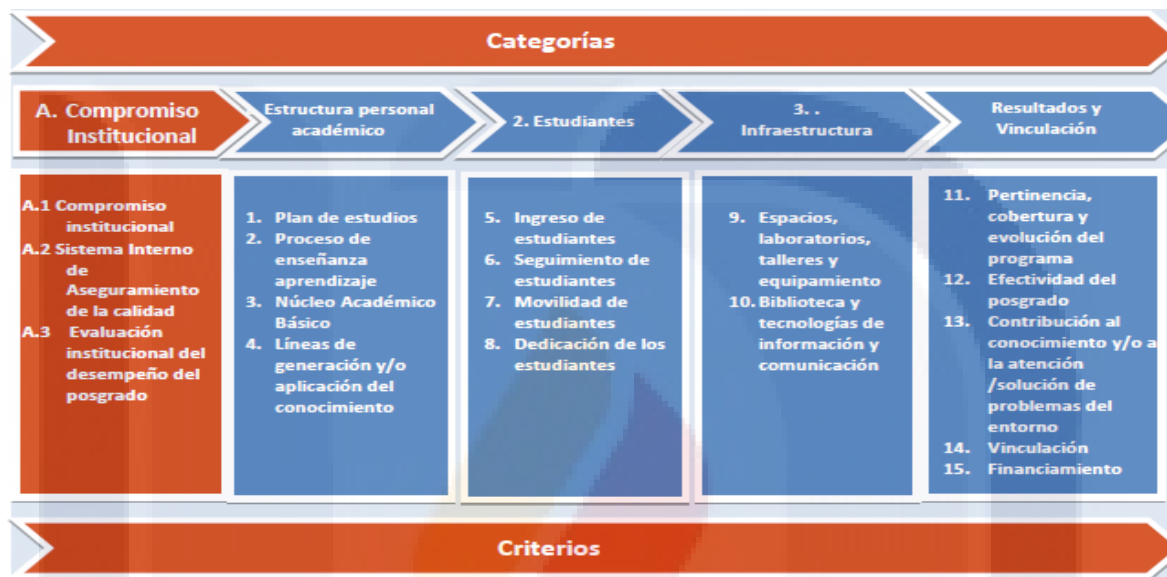 Categorías
A. Compromiso
Institucional
Estructura personal
académico
2. Estudiantes
3. .
Infraestructura
Resultados y
Vinculación
A.1 Compromiso
institucional
A.2 Sistema Interno
de
Aseguramiento
de la calidad
A.3 Evaluación
institucional del
desempeño del
posgrado
1. Plan de estudios
2. Proceso de
enseñanza
aprendizaje
3. Núcleo Académico
Básico
4. Líneas de
generación y/o
aplicación del
conocimiento
5. Ingreso de
estudiantes
6. Seguimiento de
estudiantes
7. Movilidad de
estudiantes
8. Dedicación de los
estudiantes
9. Espacios,
laboratorios,
talleres y
equipamiento
10. Biblioteca y
tecnologías de
información y
comunicación
11. Pertinencia,
cobertura y
evolución del
programa
12. Efectividad del
posgrado
13. Contribución al
conocimiento y/o a
la atención
/solución de
problemas del
entorno
14. Vinculación
15. Financiamiento
Criterios